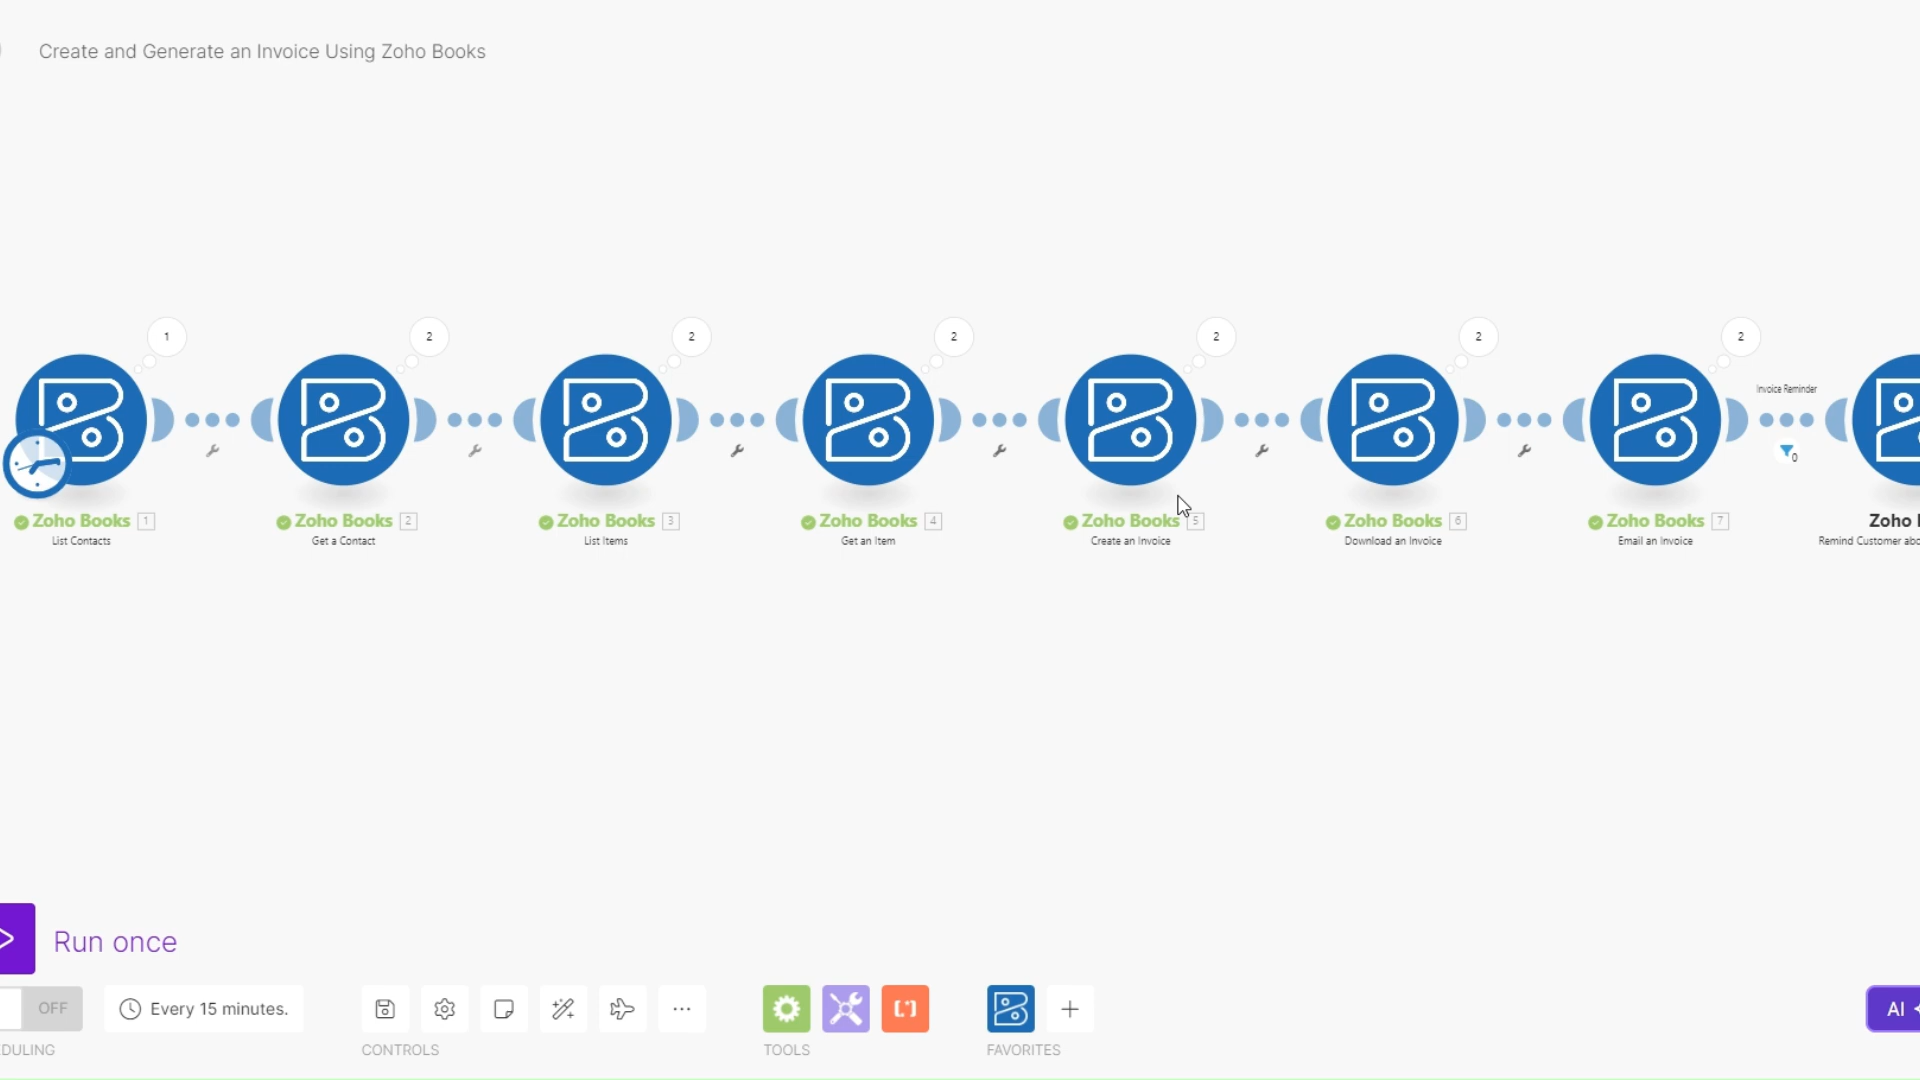 Create and Generate an Invoice Using Zoho Books
1
2
2
2
2
2
2
Invoice Reminder
0
Zoho Books 1
List Contacts
Zoho Books 2
Get a Contact
Zoho Books 3
List Items
Zoho Books 4
Get an Item
Zoho Books 5
Create an Invoice
Zoho Books 6
Download an Invoice
Zoho Books 7
Email an Invoice
Zoho
Remind Customer
Run once
OFF
Every 15 minutes.
AI
DULING
CONTROLS
TOOLS
FAVORITES